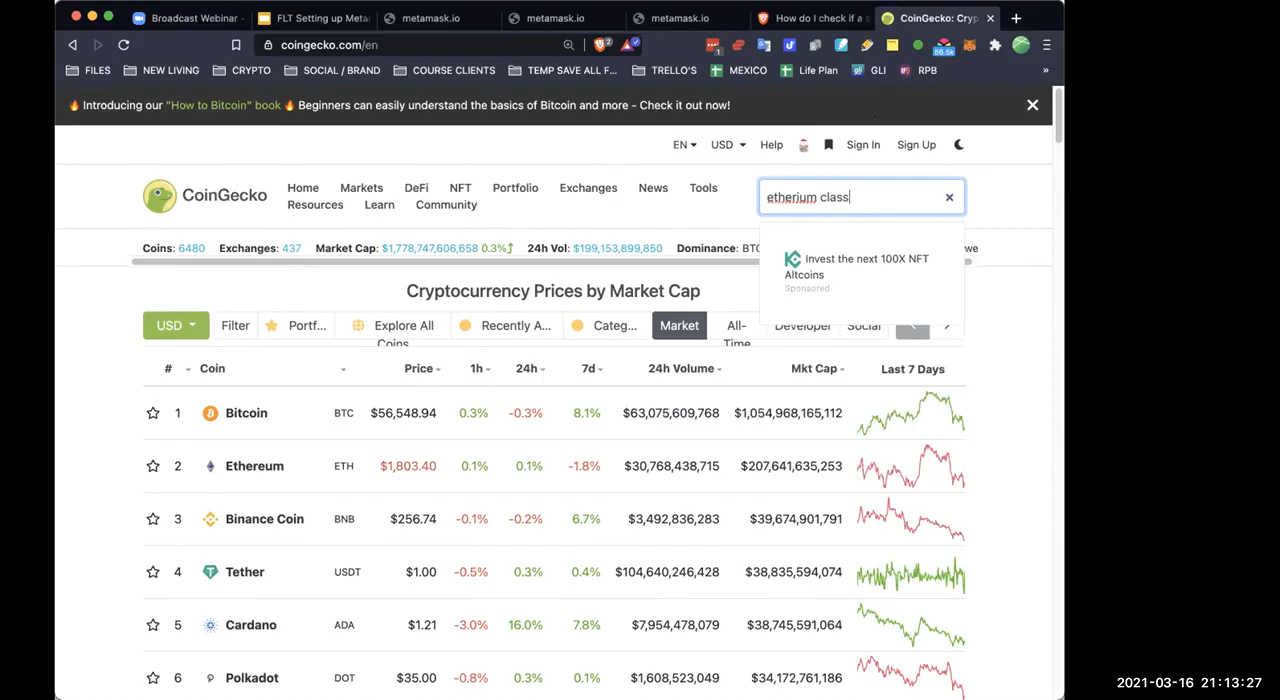 Broadcast Webinar
FLT Setting up Meta
metamask.io
metamask.io
metamask.io
How do I check if a
CoinGecko: Cryp
coingecko.com/en
FILES
NEW LIVING
CRYPTO
SOCIAL / BRAND
COURSE CLIENTS
TEMP SAVE ALL F...
TRELLO'S
MEXICO
Life Plan
GLI
RPB
Introducing our "How to Bitcoin" book 🔥 Beginners can easily understand the basics of Bitcoin and more - Check it out now!
EN
USD
Help
Sign In
Sign Up
CoinGecko
Home
Markets
DeFi
NFT
Portfolio
Exchanges
News
Tools
Resources
Learn
Community
etherium class
Coins: 6480
Exchanges: 437
Market Cap: $1,778,747,606,658 0.3%
24h Vol: $199,153,899,850
Dominance: BTC
Invest the next 100X NFT
Altcoins
Sponsored
Cryptocurrency Prices by Market Cap
USD
Filter
Portf...
Explore All
Coins
Recently A...
Categ...
Market
All-
Time
Developer
Social
# Coin Price 1h 24h 7d 24h Volume Mkt Cap Last 7 Days
1 Bitcoin BTC $56,548.94 0.3% -0.3% 8.1% $63,075,609,768 $1,054,968,165,112
2 Ethereum ETH $1,803.40 0.1% 0.1% -1.8% $30,768,438,715 $207,641,635,253
3 Binance Coin BNB $256.74 -0.1% -0.2% 6.7% $3,492,836,283 $39,674,901,791
4 Tether USDT $1.00 -0.5% 0.3% 0.4% $104,640,246,428 $38,835,594,074
5 Cardano ADA $1.21 -3.0% 16.0% 7.8% $7,954,478,079 $38,745,591,064
6 Polkadot DOT $35.00 -0.8% 0.3% 0.1% $1,608,523,049 $34,172,761,186
2021-03-16 21:13:27